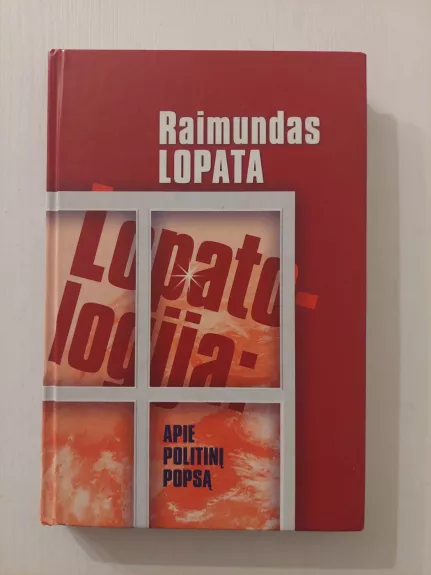 Raimundas
LOPATA
Lopato-
logija:
APIE
POLITINĮ
POPSĄ